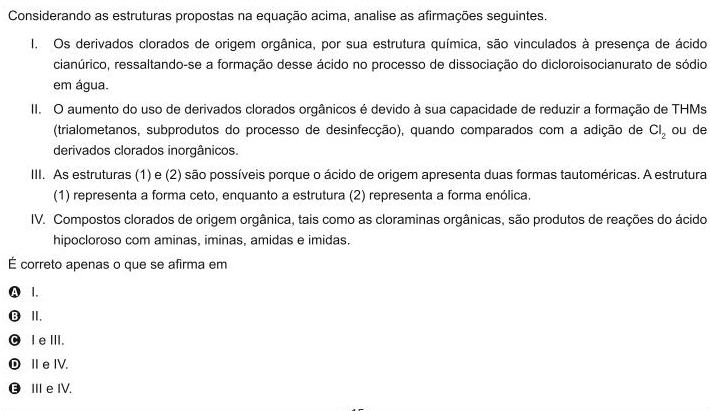 Considerando as estruturas propostas na equação acima, analise as afirmações seguintes.
I. Os derivados clorados de origem orgânica, por sua estrutura química, são vinculados à presença de ácido
cianúrico, ressaltando-se a formação desse ácido no processo de dissociação do dicloroisocianurato de sódio
em água.
II. O aumento do uso de derivados clorados orgânicos é devido à sua capacidade de reduzir a formação de THMs
(trialometanos, subprodutos do processo de desinfecção), quando comparados com a adição de Cl₂ ou de
derivados clorados inorgânicos.
III. As estruturas (1) e (2) são possíveis porque o ácido de origem apresenta duas formas tautoméricas. A estrutura
(1) representa a forma ceto, enquanto a estrutura (2) representa a forma enólica.
IV. Compostos clorados de origem orgânica, tais como as cloraminas orgânicas, são produtos de reações do ácido
hipocloroso com aminas, iminas, amidas e imidas.
É correto apenas o que se afirma em
A I.
B II.
C I e III.
D II e IV.
E III e IV.